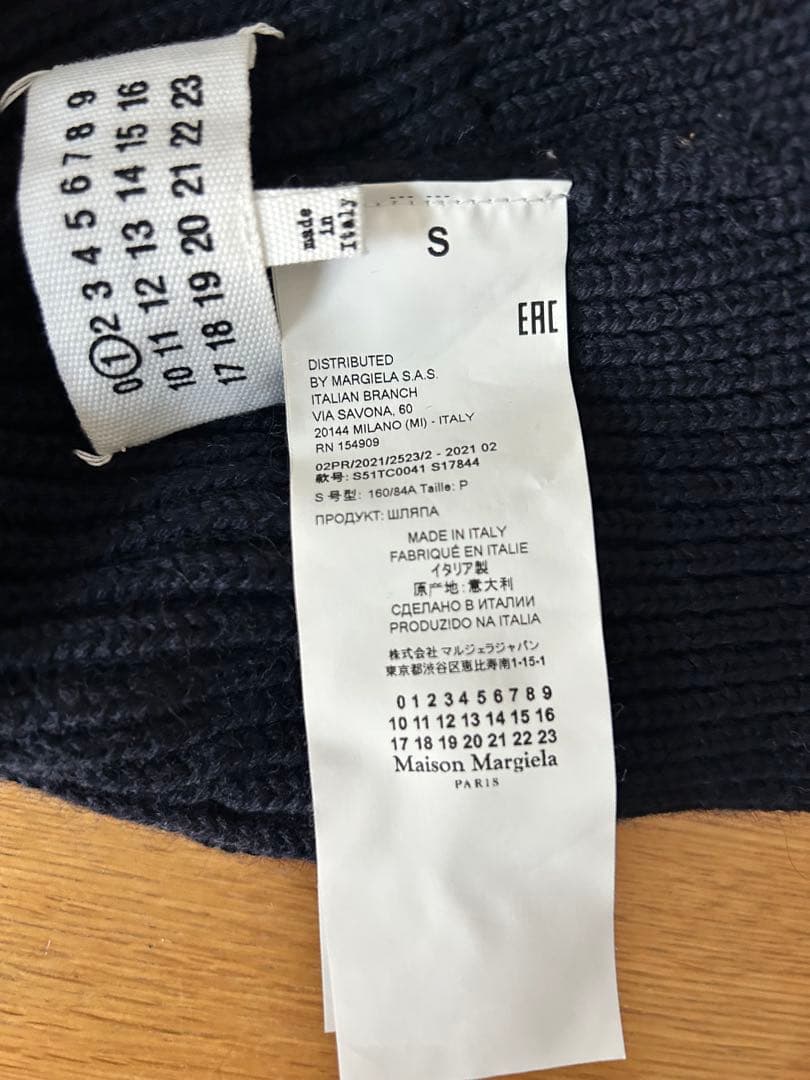 0 1 2 3 4 5 6 7 8 9
10 11 12 13 14 15 16
17 18 19 20 21 22 23
made
in
Italy
S
EAC
DISTRIBUTED
BY MARGIELA S.A.S.
ITALIAN BRANCH
VIA SAVONA, 60
20144 MILANO (MI) - ITALY
RN 154909
02PR/2021/2523/2 - 2021 02
款号: S51TC0041 S17844
S 号型: 160/84A Taille: P
ПРОДУКТ: ШЛЯПА
MADE IN ITALY
FABRIQUÉ EN ITALIE
イタリア製
原产地:意大利
СДЕЛАНО В ИТАЛИИ
PRODUZIDO NA ITALIA
株式会社 マルジェラジャパン
東京都渋谷区恵比寿南1-15-1
0 1 2 3 4 5 6 7 8 9
10 11 12 13 14 15 16
17 18 19 20 21 22 23
Maison Margiela
PARIS